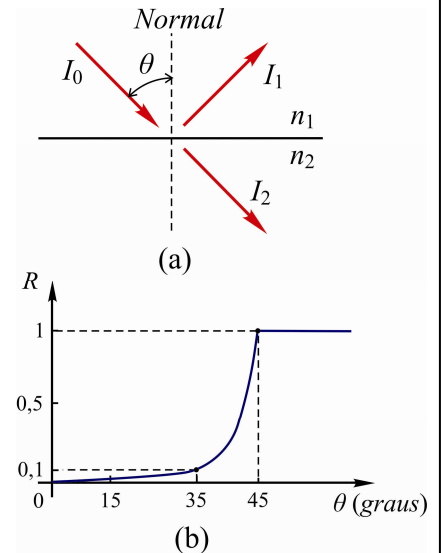 Normal
θ
I₀
I₁
n₁
n₂
I₂
(a)
R
1
0,5
0,1
0 15 35 45 θ (graus)
(b)